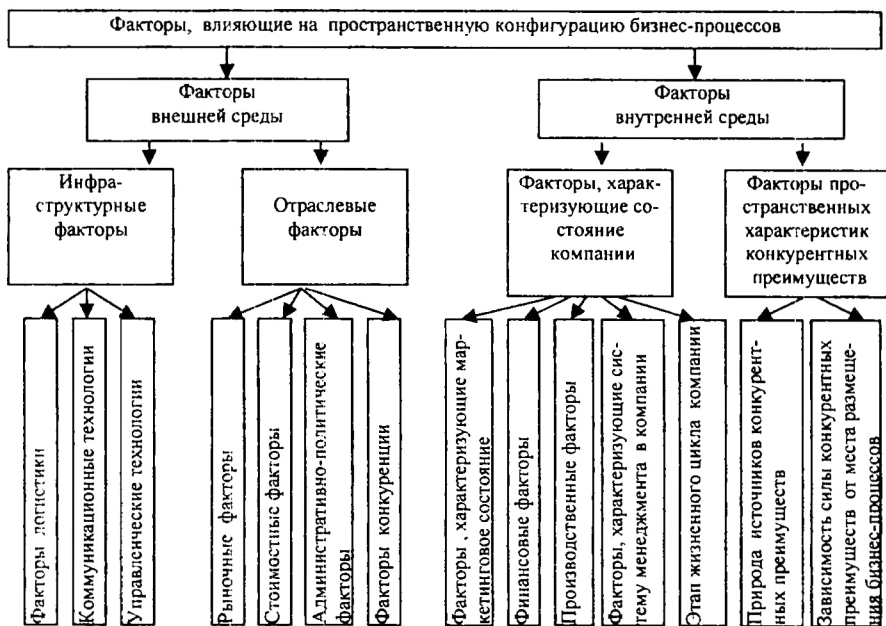 Факторы, влияющие на пространственную конфигурацию бизнес-процессов
Факторы
внешней среды
Факторы
внутренней среды
Инфра-
структурные
факторы
Отраслевые
факторы
Факторы, харак-
теризующие со-
стояние
компании
Факторы про-
странственных
характеристик
конкурентных
преимуществ
Факторы логистики
Коммуникационные технологии
Управленческие технологии
Рыночные факторы
Стоимостные факторы
Административно-политические
факторы
Факторы конкуренции
Факторы , характеризующие мар-
кетинговое состояние
Финансовые факторы
Производственные факторы
Факторы, характеризующие сис-
тему менеджмента в компании
Этап жизненного цикла компании
Природа источников конкурент-
ных преимуществ
Зависимость силы конкурентных
преимуществ от места размеще-
ния бизнес-процессов